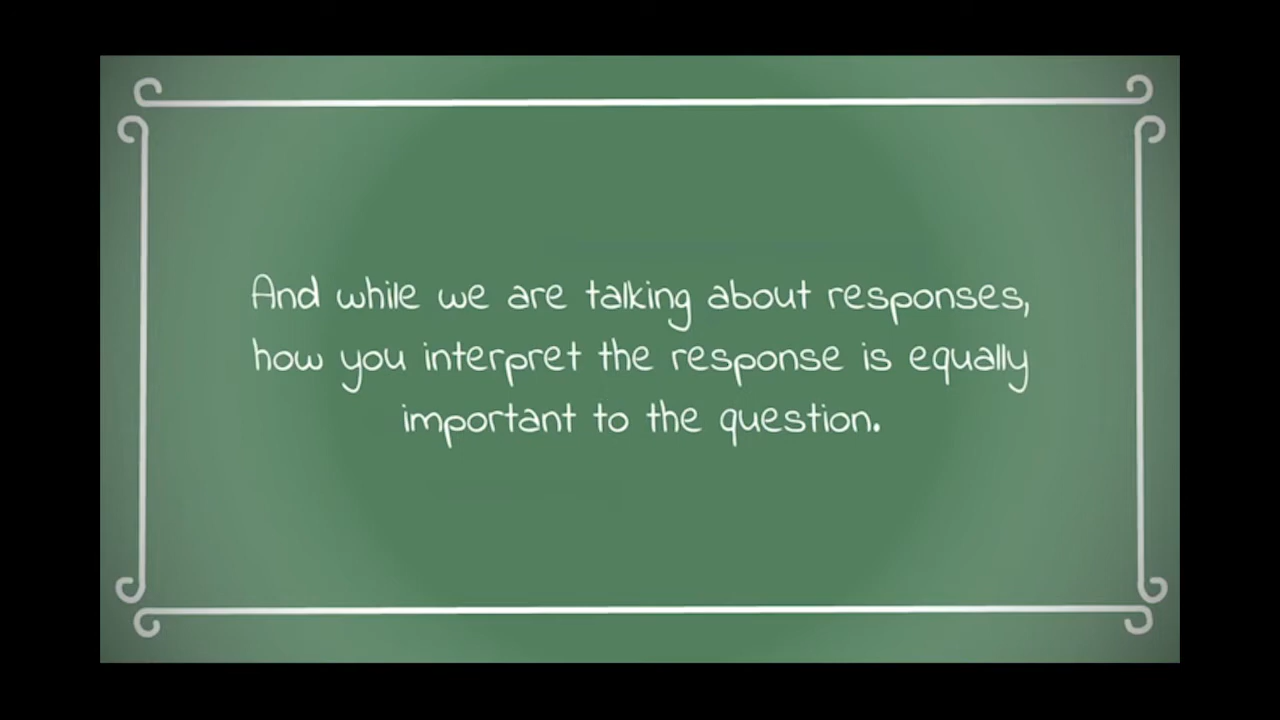 And while we are talking about responses,
how you interpret the response is equally
important to the question.